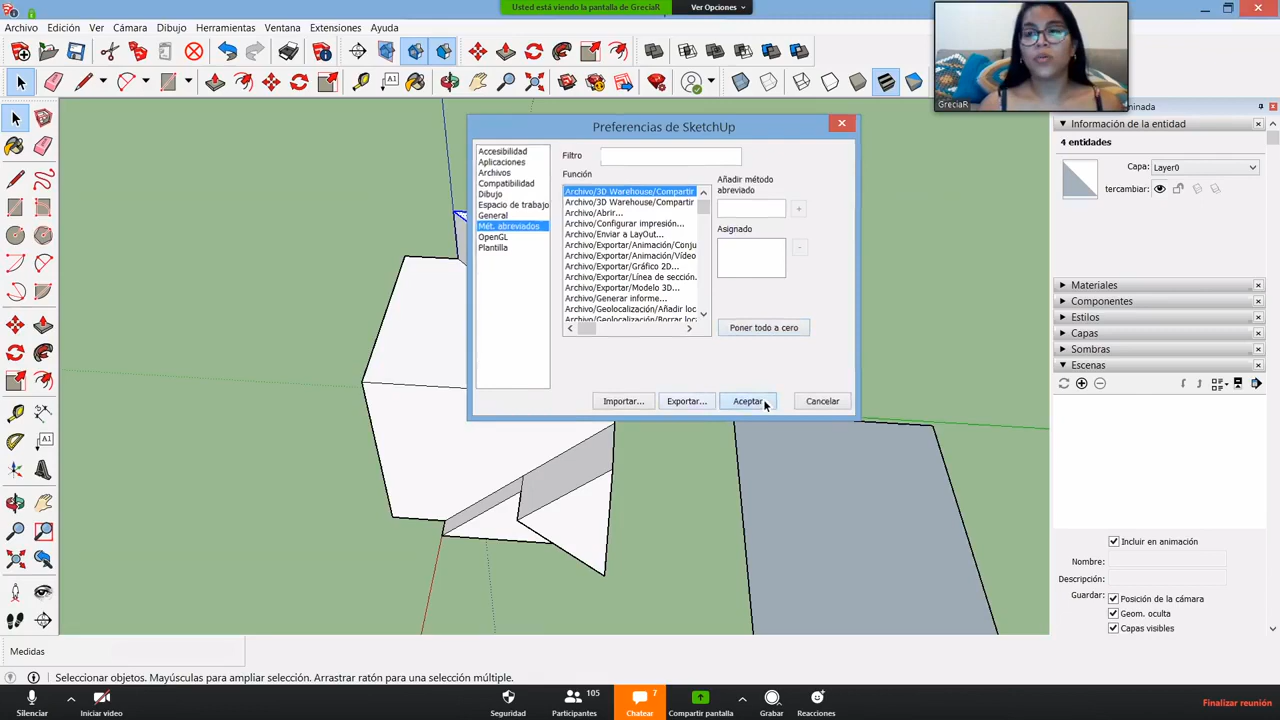 Usted está viendo la pantalla de GreciaR
Ver Opciones
Archivo Edición Ver Cámara Dibujo Herramientas Ventana Extensiones Ayuda
GreciaR
Preferencias de SketchUp
Accesibilidad
Aplicaciones
Archivos
Compatibilidad
Dibujo
Espacio de trabajo
General
Mét. abreviados
OpenGL
Plantilla
Filtro
Función
Archivo/3D Warehouse/Compartir
Archivo/3D Warehouse/Compartir
Archivo/Abrir...
Archivo/Configurar impresión...
Archivo/Enviar a LayOut...
Archivo/Exportar/Animación/Conju
Archivo/Exportar/Animación/Vídeo
Archivo/Exportar/Gráfico 2D...
Archivo/Exportar/Línea de sección.
Archivo/Exportar/Modelo 3D...
Archivo/Generar informe...
Archivo/Geolocalización/Añadir loc
Archivo/Geolocalización/Borrar loc
Añadir método
abreviado
Asignado
Poner todo a cero
Importar... Exportar... Aceptar Cancelar
minada
Información de la entidad
4 entidades
Capa: Layer0
tercambiar:
Materiales
Componentes
Estilos
Capas
Sombras
Escenas
Incluir en animación
Nombre:
Descripción:
Guardar: Posición de la cámara
Geom. oculta
Capas visibles
Medidas
Seleccionar objetos. Mayúsculas para ampliar selección. Arrastrar ratón para una selección múltiple.
105
7
Silenciar Iniciar video Seguridad Participantes Chatear Compartir pantalla Grabar Reacciones Finalizar reunión